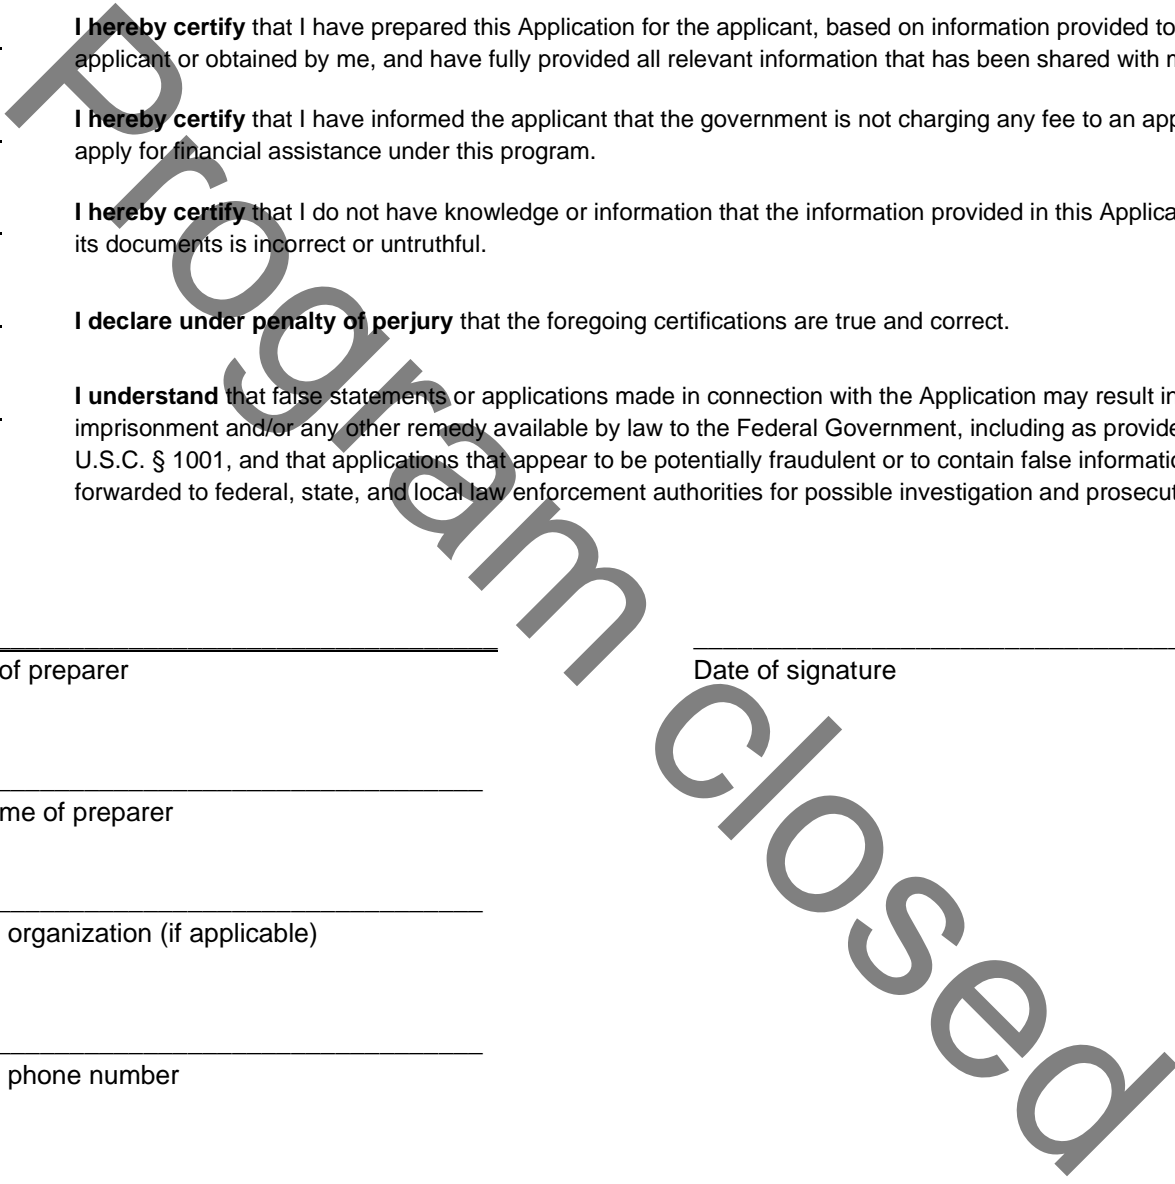 I hereby certify that I have prepared this Application for the applicant, based on information provided to
applicant or obtained by me, and have fully provided all relevant information that has been shared with
I hereby certify that I have informed the applicant that the government is not charging any fee to an
apply for financial assistance under this program.
I hereby certify that I do not have knowledge or information that the information provided in this
its documents is incorrect or untruthful.
I declare under penalty of perjury that the foregoing certifications are true and correct.
I understand that false statements or applications made in connection with the Application may result in
imprisonment and/or any other remedy available by law to the Federal Government, including as
U.S.C. § 1001, and that applications that appear to be potentially fraudulent or to contain false
forwarded to federal, state, and local law enforcement authorities for possible investigation and
of preparer
Date of signature
me of preparer
organization (if applicable)
phone number
Program closed